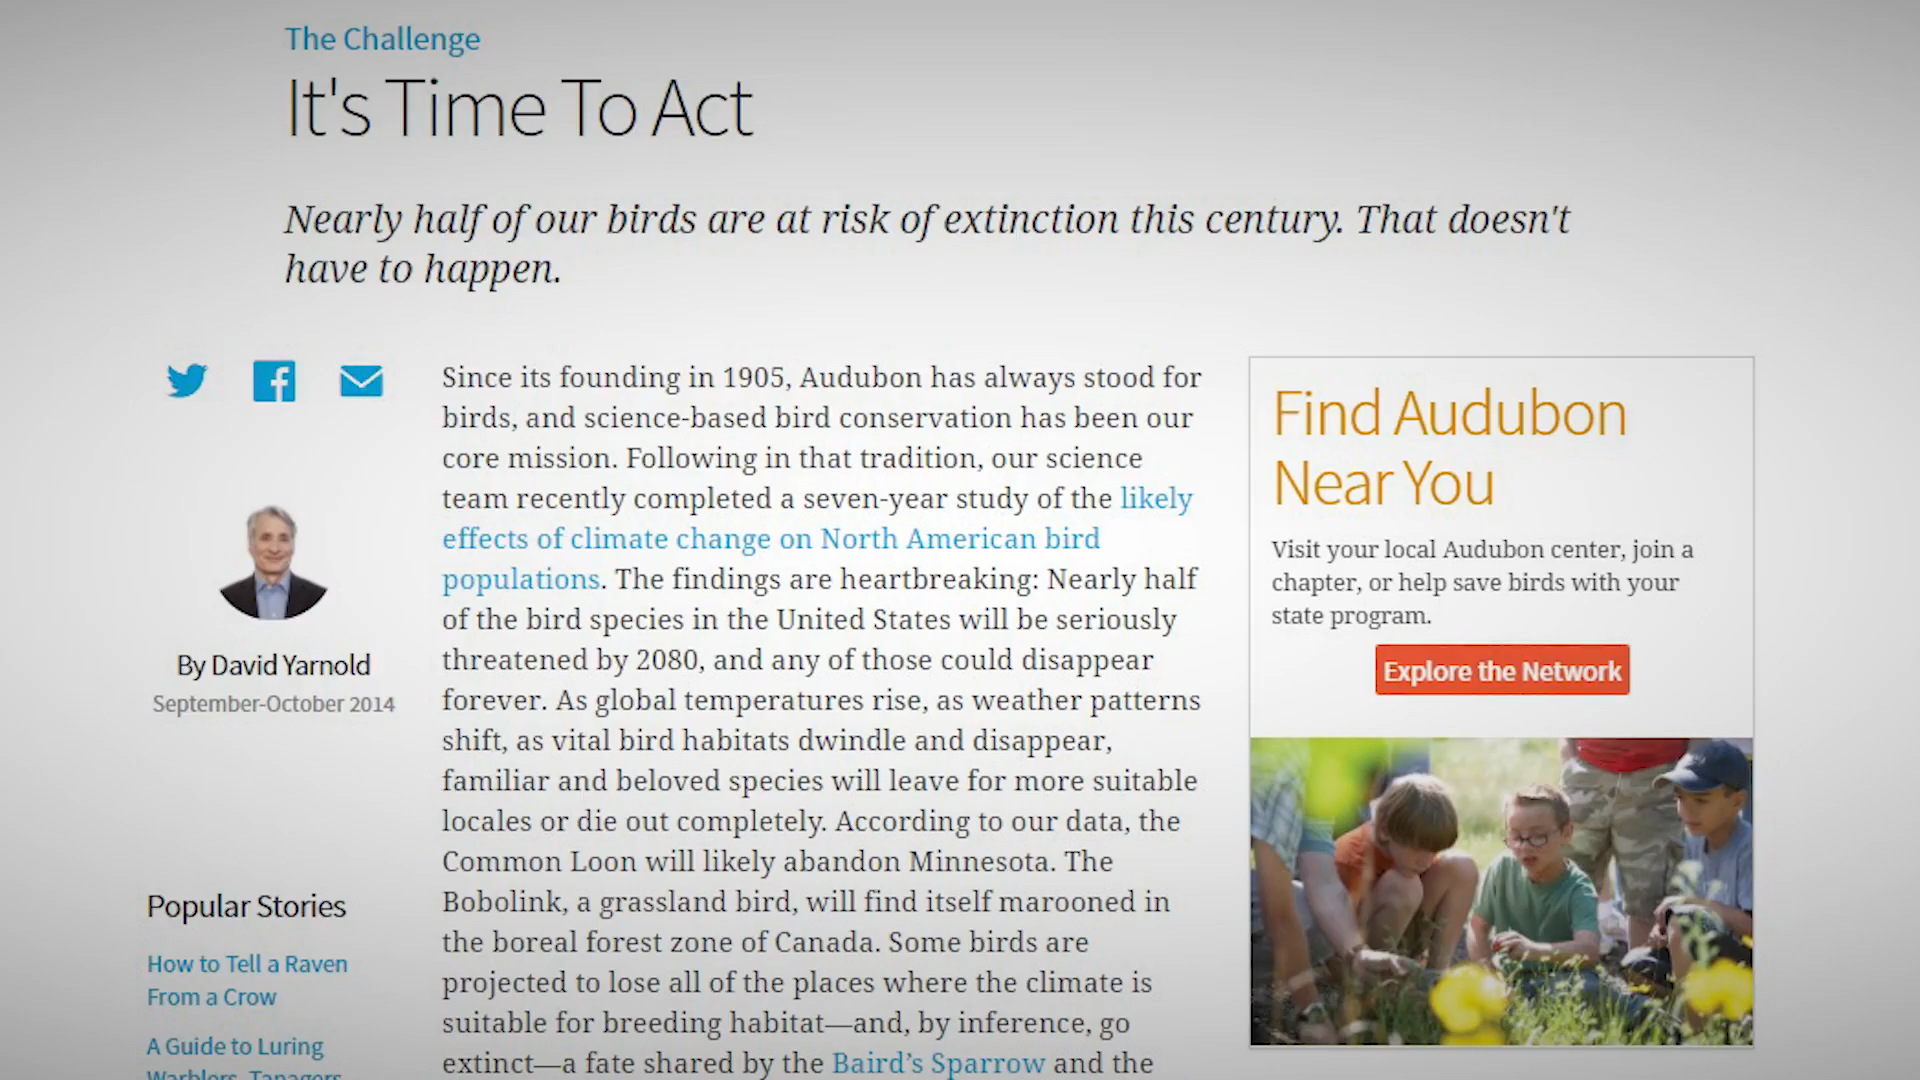 The Challenge
It's Time To Act
Nearly half of our birds are at risk of extinction this century. That doesn't
have to happen.
By David Yarnold
September-October 2014
Popular Stories
How to Tell a Raven
From a Crow
A Guide to Luring
Warblers, Tanagers
Since its founding in 1905, Audubon has always stood for
birds, and science-based bird conservation has been our
core mission. Following in that tradition, our science
team recently completed a seven-year study of the likely
effects of climate change on North American bird
populations. The findings are heartbreaking: Nearly half
of the bird species in the United States will be seriously
threatened by 2080, and any of those could disappear
forever. As global temperatures rise, as weather patterns
shift, as vital bird habitats dwindle and disappear,
familiar and beloved species will leave for more suitable
locales or die out completely. According to our data, the
Common Loon will likely abandon Minnesota. The
Bobolink, a grassland bird, will find itself marooned in
the boreal forest zone of Canada. Some birds are
projected to lose all of the places where the climate is
suitable for breeding habitat—and, by inference, go
extinct—a fate shared by the Baird’s Sparrow and the
Find Audubon
Near You
Visit your local Audubon center, join a
chapter, or help save birds with your
state program.
Explore the Network